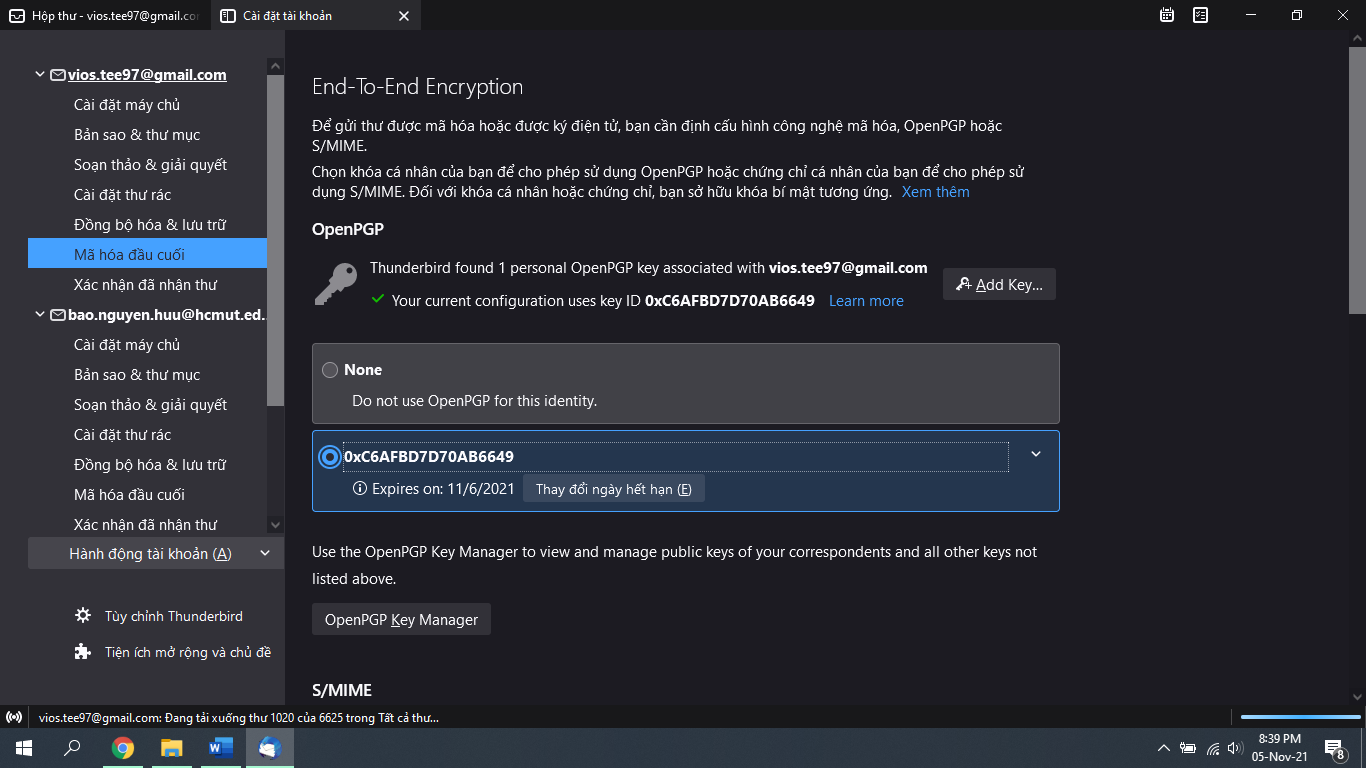 Hộp thư - vios.tee97@gmail.co
Cài đặt tài khoản
vios.tee97@gmail.com
Cài đặt máy chủ
Bản sao & thư mục
Soạn thảo & giải quyết
Cài đặt thư rác
Đồng bộ hóa & lưu trữ
Mã hóa đầu cuối
Xác nhận đã nhận thư
bao.nguyen.huu@hcmut.ed...
Cài đặt máy chủ
Bản sao & thư mục
Soạn thảo & giải quyết
Cài đặt thư rác
Đồng bộ hóa & lưu trữ
Mã hóa đầu cuối
Xác nhận đã nhận thư
Hành động tài khoản (A)
Tùy chỉnh Thunderbird
Tiện ích mở rộng và chủ đề
End-To-End Encryption
Để gửi thư được mã hóa hoặc được ký điện tử, bạn cần định cấu hình công nghệ mã hóa, OpenPGP hoặc
S/MIME.
Chọn khóa cá nhân của bạn để cho phép sử dụng OpenPGP hoặc chứng chỉ cá nhân của bạn để cho phép sử
dụng S/MIME. Đối với khóa cá nhân hoặc chứng chỉ, bạn sở hữu khóa bí mật tương ứng. Xem thêm
OpenPGP
Thunderbird found 1 personal OpenPGP key associated with vios.tee97@gmail.com
Your current configuration uses key ID 0xC6AFBD7D70AB6649 Learn more
Add Key...
None
Do not use OpenPGP for this identity.
0xC6AFBD7D70AB6649
Expires on: 11/6/2021 Thay đổi ngày hết hạn (E)
Use the OpenPGP Key Manager to view and manage public keys of your correspondents and all other keys not
listed above.
OpenPGP Key Manager
S/MIME
vios.tee97@gmail.com: Đang tải xuống thư 1020 của 6625 trong Tất cả thư...
8:39 PM
05-Nov-21
8